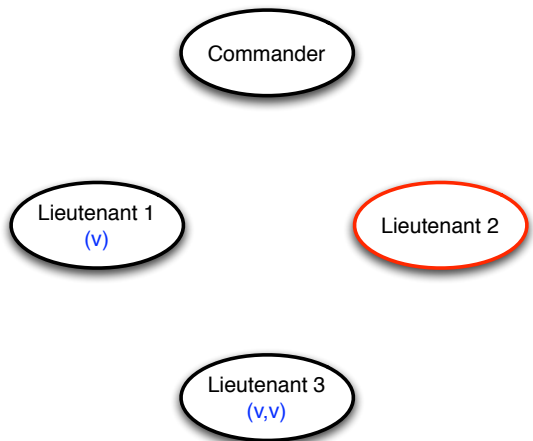 Commander
Lieutenant 1
(v)
Lieutenant 2
Lieutenant 3
(v,v)